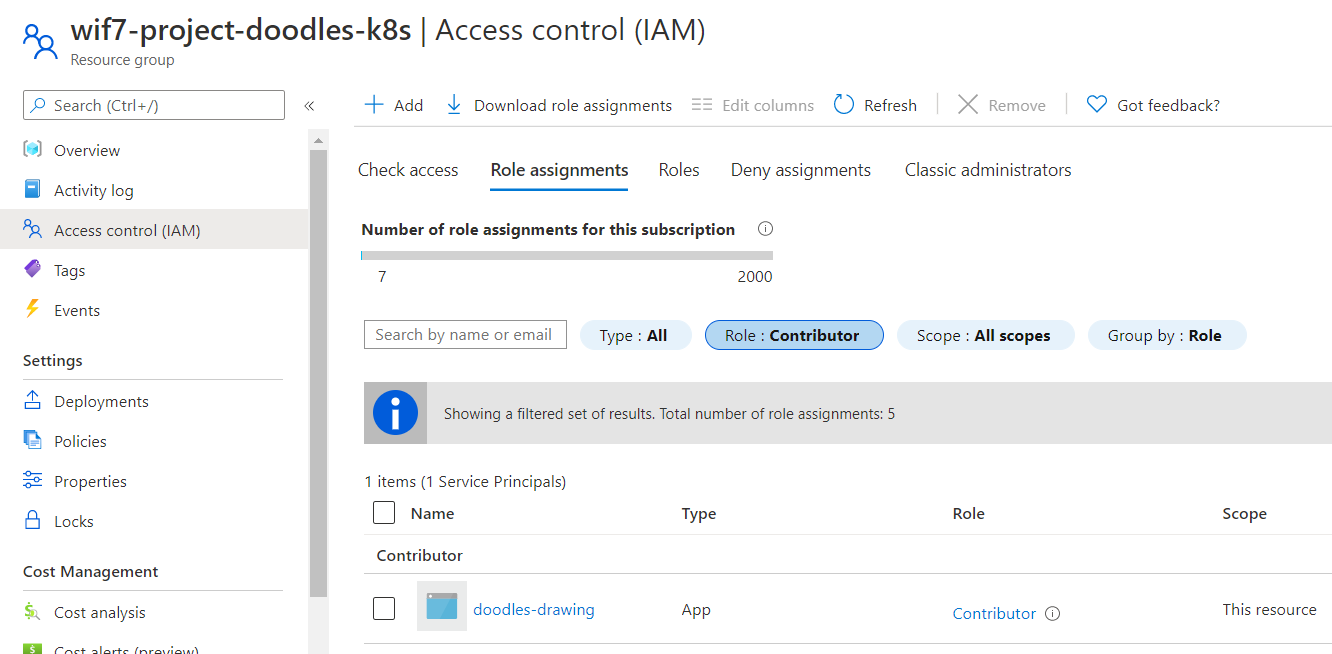 wif7-project-doodles-k8s | Access control (IAM)
Resource group
Search (Ctrl+/)
«
Overview
Activity log
Access control (IAM)
Tags
Events
Settings
Deployments
Policies
Properties
Locks
Cost Management
Cost analysis
Cost alerts (preview)
Add
Download role assignments
Edit columns
Refresh
Remove
Got feedback?
Check access
Role assignments
Roles
Deny assignments
Classic administrators
Number of role assignments for this subscription
7
2000
Search by name or email
Type : All
Role : Contributor
Scope : All scopes
Group by : Role
Showing a filtered set of results. Total number of role assignments: 5
1 items (1 Service Principals)
Name
Type
Role
Scope
Contributor
doodles-drawing
App
Contributor
This resource